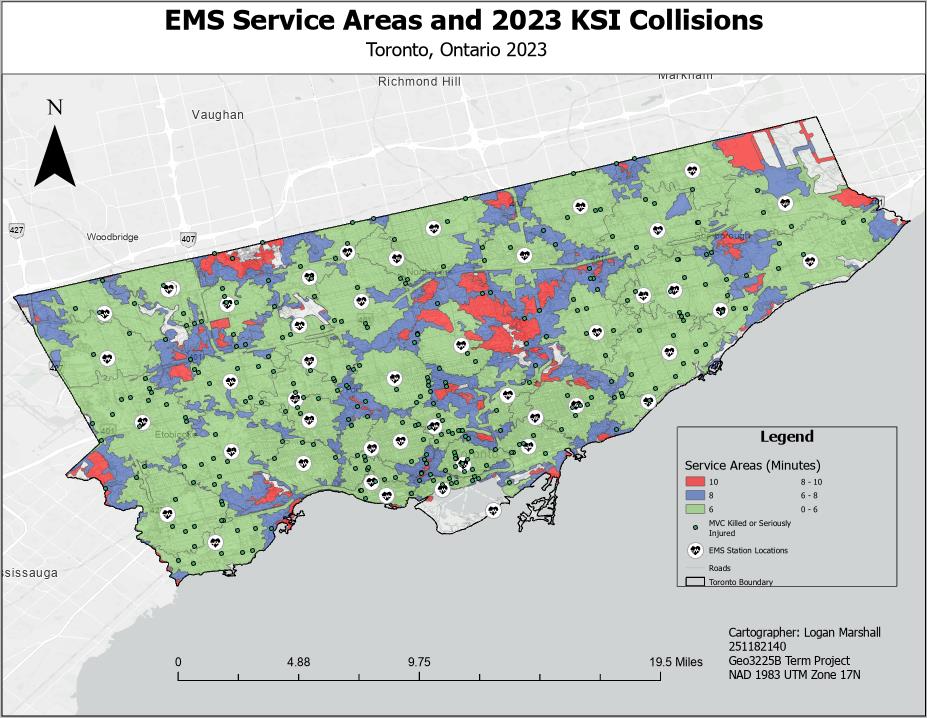 EMS Service Areas and 2023 KSI Collisions
Toronto, Ontario 2023
Markham
Richmond Hill
N
Vaughan
427
Woodbridge
407
Etobicoke
401
ssissauga
Legend
Service Areas (Minutes)
10 8 - 10
8 6 - 8
6 0 - 6
MVC Killed or Seriously
Injured
EMS Station Locations
Roads
Toronto Boundary
Cartographer: Logan Marshall
251182140
Geo3225B Term Project
NAD 1983 UTM Zone 17N
0 4.88 9.75 19.5 Miles